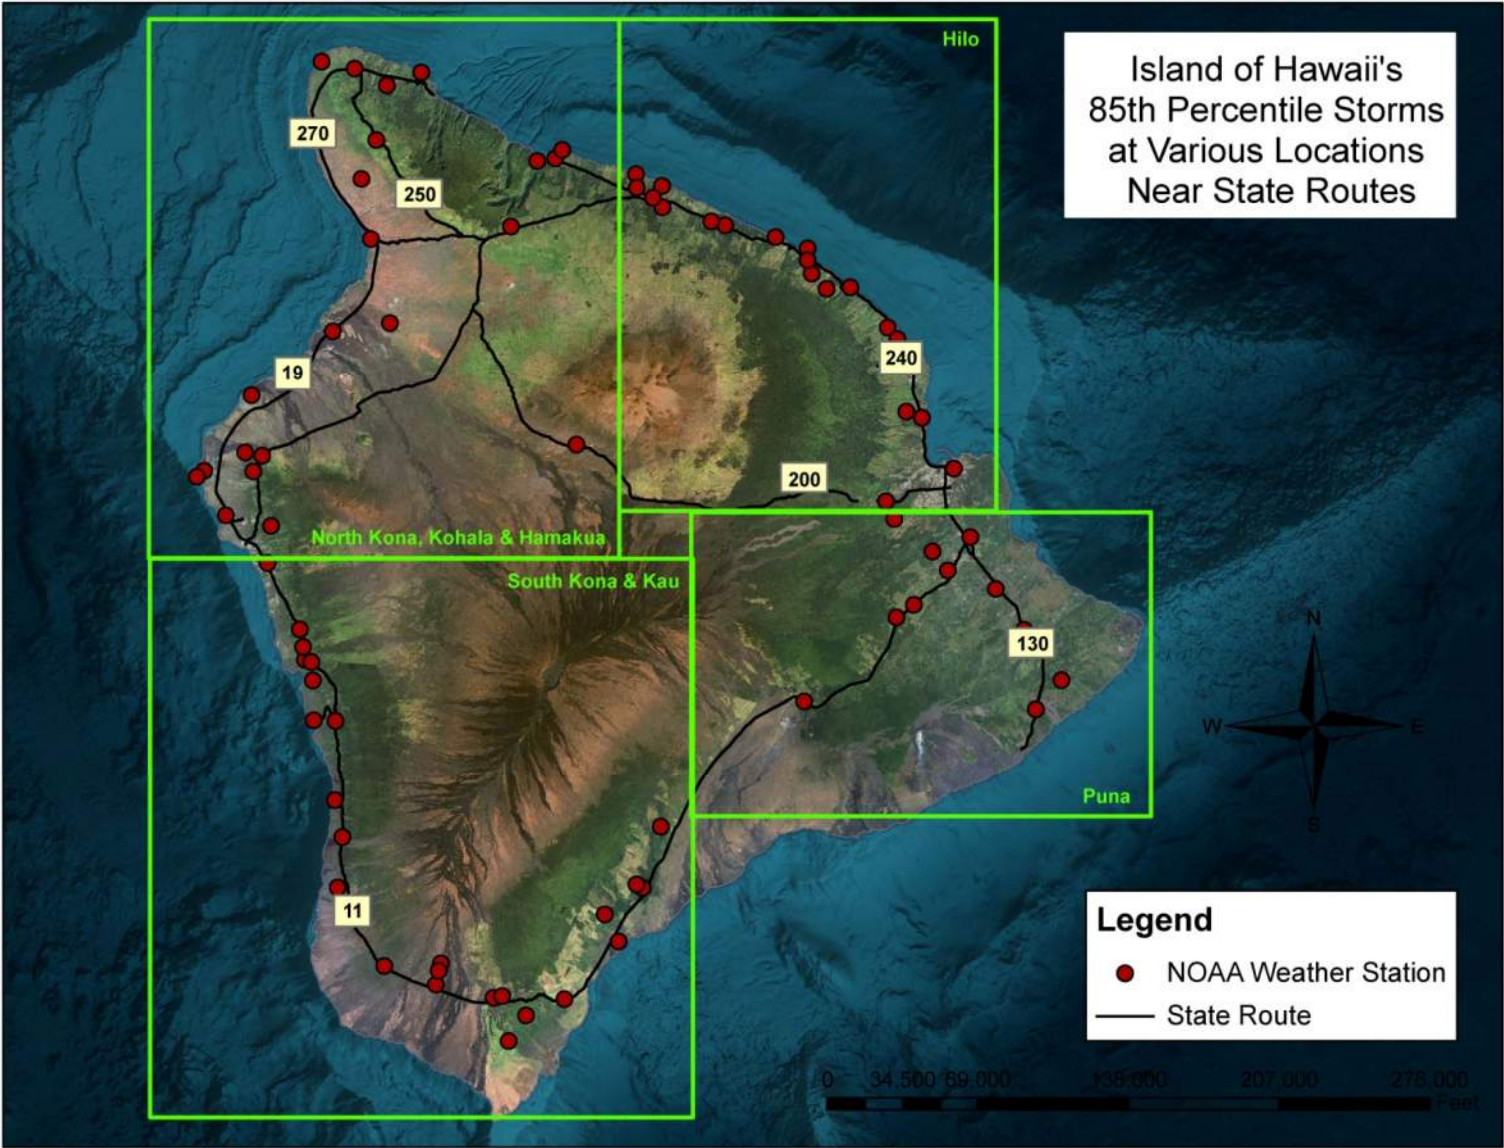 Hilo
Island of Hawaii's
85th Percentile Storms
at Various Locations
Near State Routes
270
250
19
240
200
North Kona, Kohala & Hamakua
South Kona & Kau
130
N
W
E
S
Puna
11
Legend
NOAA Weather Station
State Route
0 34,500 69,000 138,000 207,000 276,000
Feet